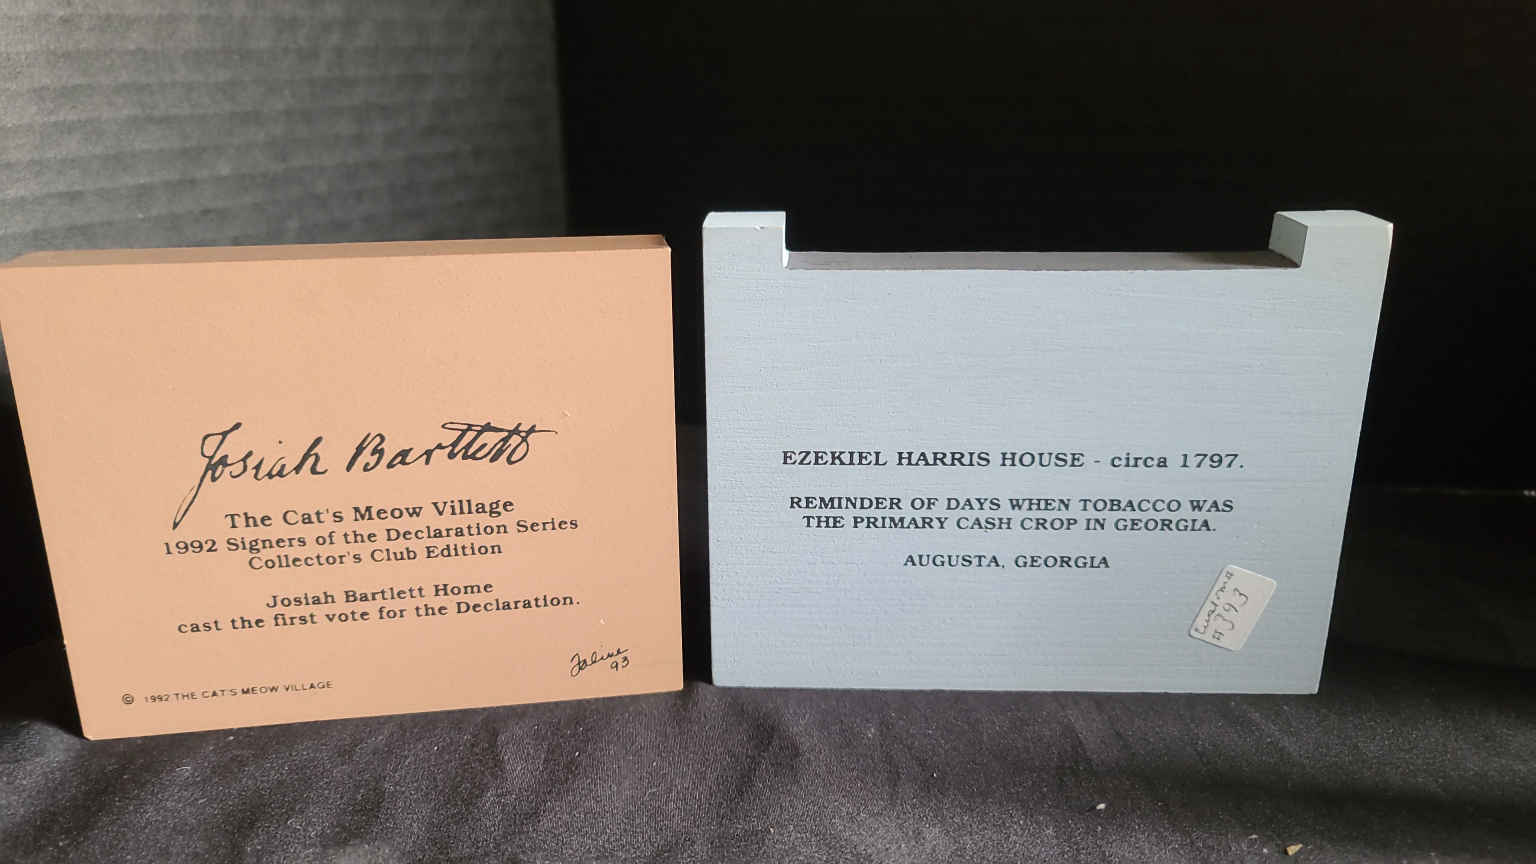 Josiah Bartlett
The Cat's Meow Village
1992 Signers of the Declaration Series
Collector's Club Edition
Josiah Bartlett Home
cast the first vote for the Declaration.
Faline
93
© 1992 THE CAT'S MEOW VILLAGE
EZEKIEL HARRIS HOUSE - circa 1797.
REMINDER OF DAYS WHEN TOBACCO WAS
THE PRIMARY CASH CROP IN GEORGIA.
AUGUSTA, GEORGIA
#393